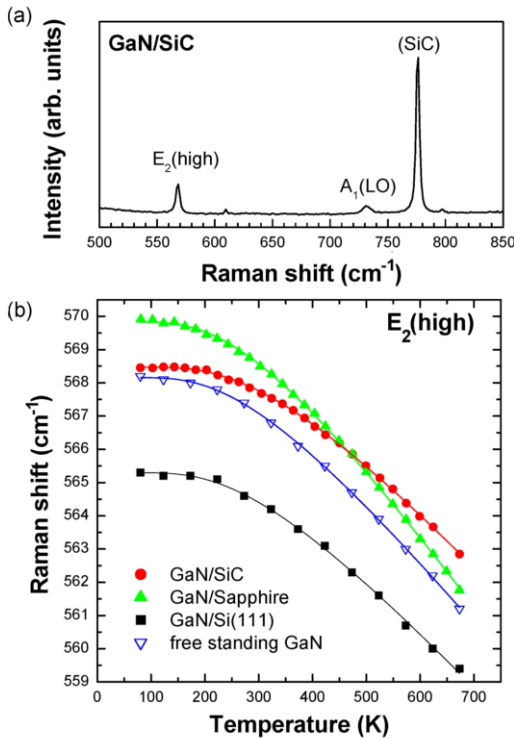 (a)
GaN/SiC
(SiC)
E₂(high)
A₁(LO)
Intensity (arb. units)
500 550 600 650 700 750 800 850
Raman shift (cm⁻¹)
(b)
E₂(high)
570
569
568
567
566
565
564
563
562
561
560
559
Raman shift (cm⁻¹)
GaN/SiC
GaN/Sapphire
GaN/Si(111)
free standing GaN
0 100 200 300 400 500 600 700
Temperature (K)